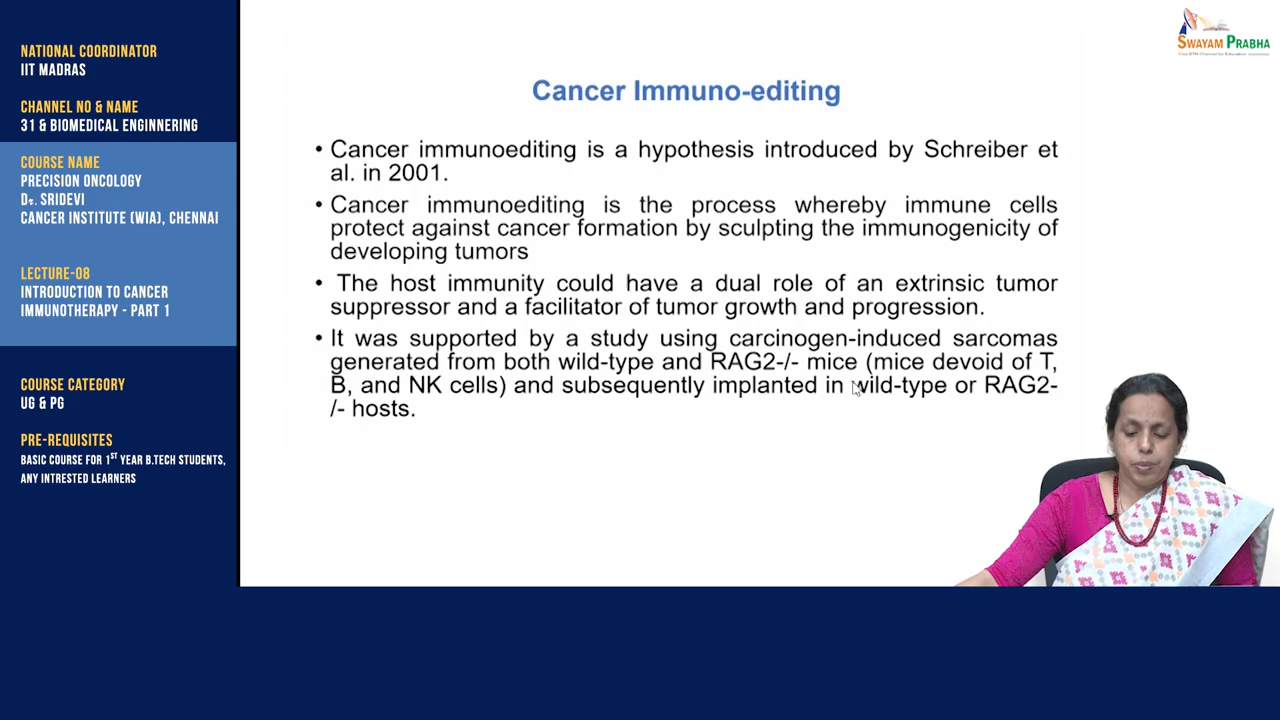 NATIONAL COORDINATOR
IIT MADRAS
CHANNEL NO & NAME
31 & BIOMEDICAL ENGINNERING
COURSE NAME
PRECISION ONCOLOGY
Dr. SRIDEVI
CANCER INSTITUTE (WIA), CHENNAI
LECTURE-08
INTRODUCTION TO CANCER
IMMUNOTHERAPY - PART 1
COURSE CATEGORY
UG & PG
PRE-REQUISITES
BASIC COURSE FOR 1ST YEAR B.TECH STUDENTS,
ANY INTRESTED LEARNERS
SWAYAM PRABHA
Cancer Immuno-editing
• Cancer immunoediting is a hypothesis introduced by Schreiber et
al. in 2001.
• Cancer immunoediting is the process whereby immune cells
protect against cancer formation by sculpting the immunogenicity of
developing tumors
• The host immunity could have a dual role of an extrinsic tumor
suppressor and a facilitator of tumor growth and progression.
• It was supported by a study using carcinogen-induced sarcomas
generated from both wild-type and RAG2-/- mice (mice devoid of T,
B, and NK cells) and subsequently implanted in wild-type or RAG2-
/- hosts.